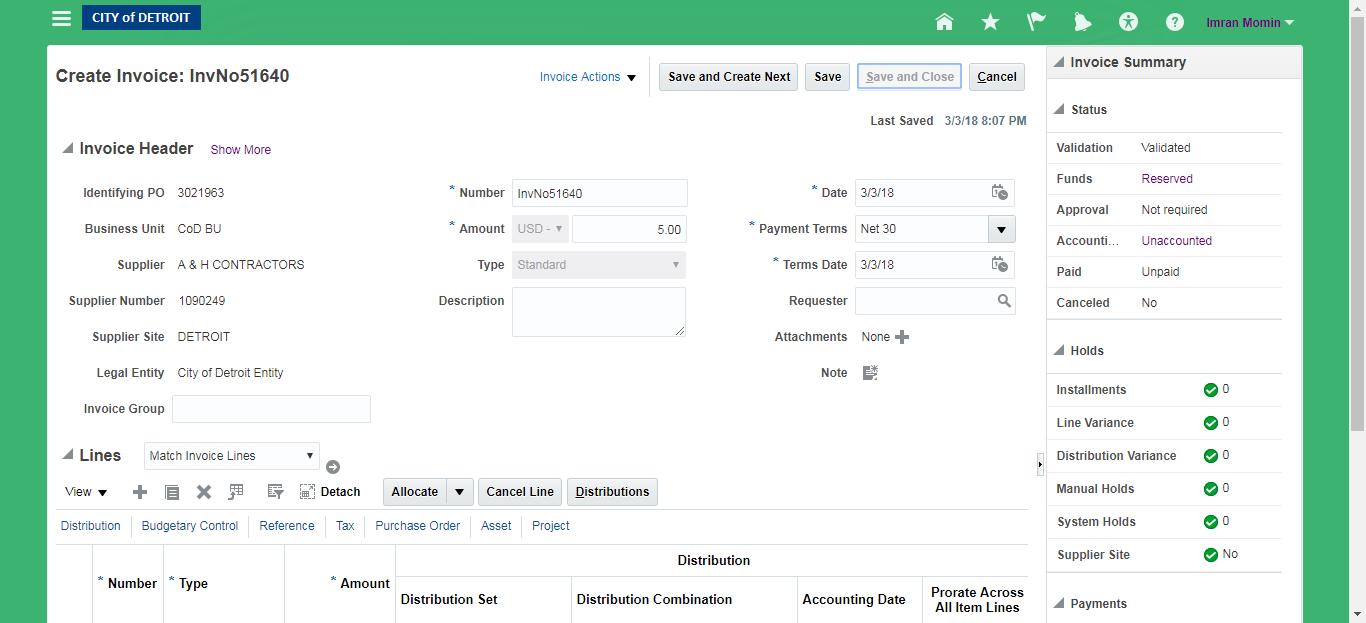 CITY of DETROIT
Imran Momin
Create Invoice: InvNo51640
Invoice Actions
Save and Create Next
Save
Save and Close
Cancel
Last Saved 3/3/18 8:07 PM
Invoice Header Show More
Identifying PO 3021963
Business Unit CoD BU
Supplier A & H CONTRACTORS
Supplier Number 1090249
Supplier Site DETROIT
Legal Entity City of Detroit Entity
Invoice Group
* Number InvNo51640
* Amount USD - 5.00
Type Standard
Description
* Date 3/3/18
* Payment Terms Net 30
* Terms Date 3/3/18
Requester
Attachments None
Note
Lines Match Invoice Lines
View
Detach
Allocate
Cancel Line
Distributions
Distribution Budgetary Control Reference Tax Purchase Order Asset Project
* Number
* Type
* Amount
Distribution
Distribution Set
Distribution Combination
Accounting Date
Prorate Across
All Item Lines
Invoice Summary
Status
Validation Validated
Funds Reserved
Approval Not required
Accounti... Unaccounted
Paid Unpaid
Canceled No
Holds
Installments 0
Line Variance 0
Distribution Variance 0
Manual Holds 0
System Holds 0
Supplier Site No
Payments